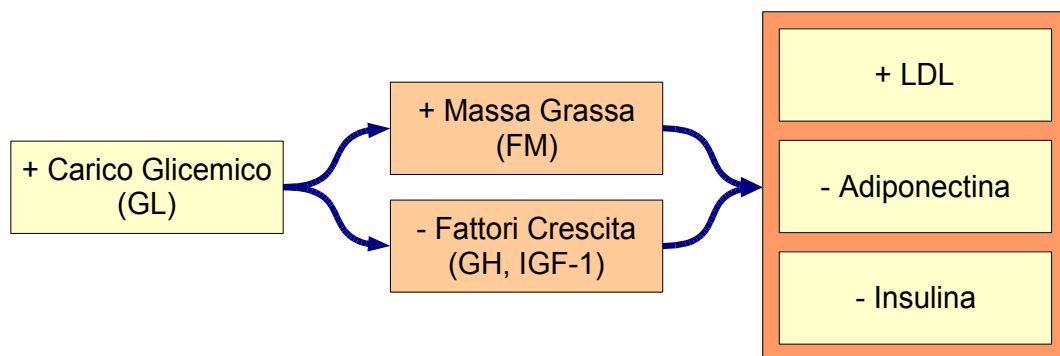 + Carico Glicemico
(GL)
+ Massa Grassa
(FM)
- Fattori Crescita
(GH, IGF-1)
+ LDL
- Adiponectina
- Insulina